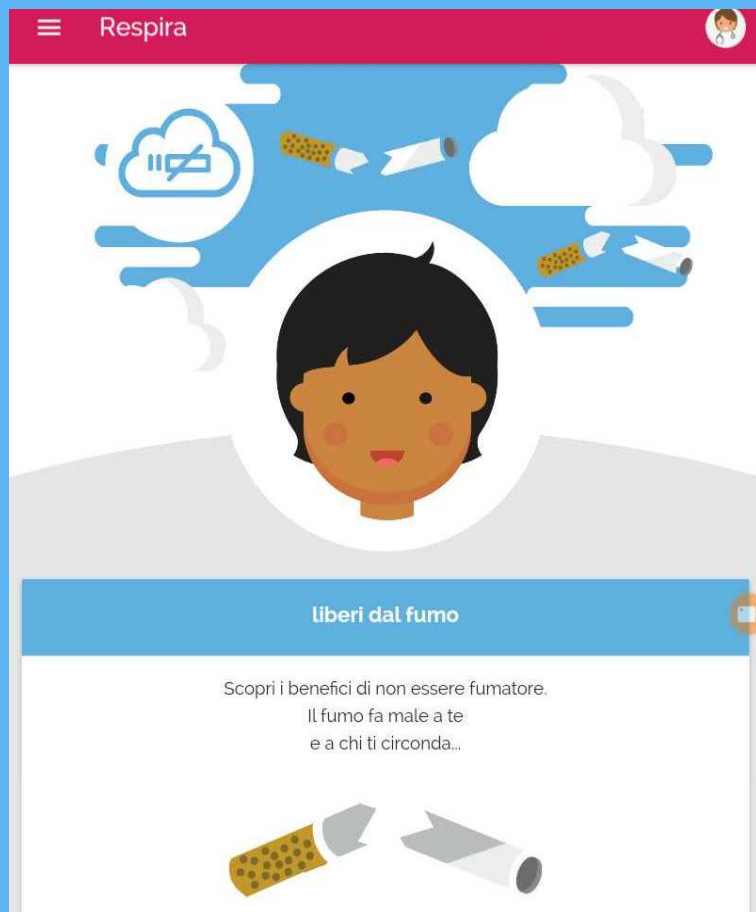 Respira
liberi dal fumo
Scopri i benefici di non essere fumatore.
Il fumo fa male a te
e a chi ti circonda...